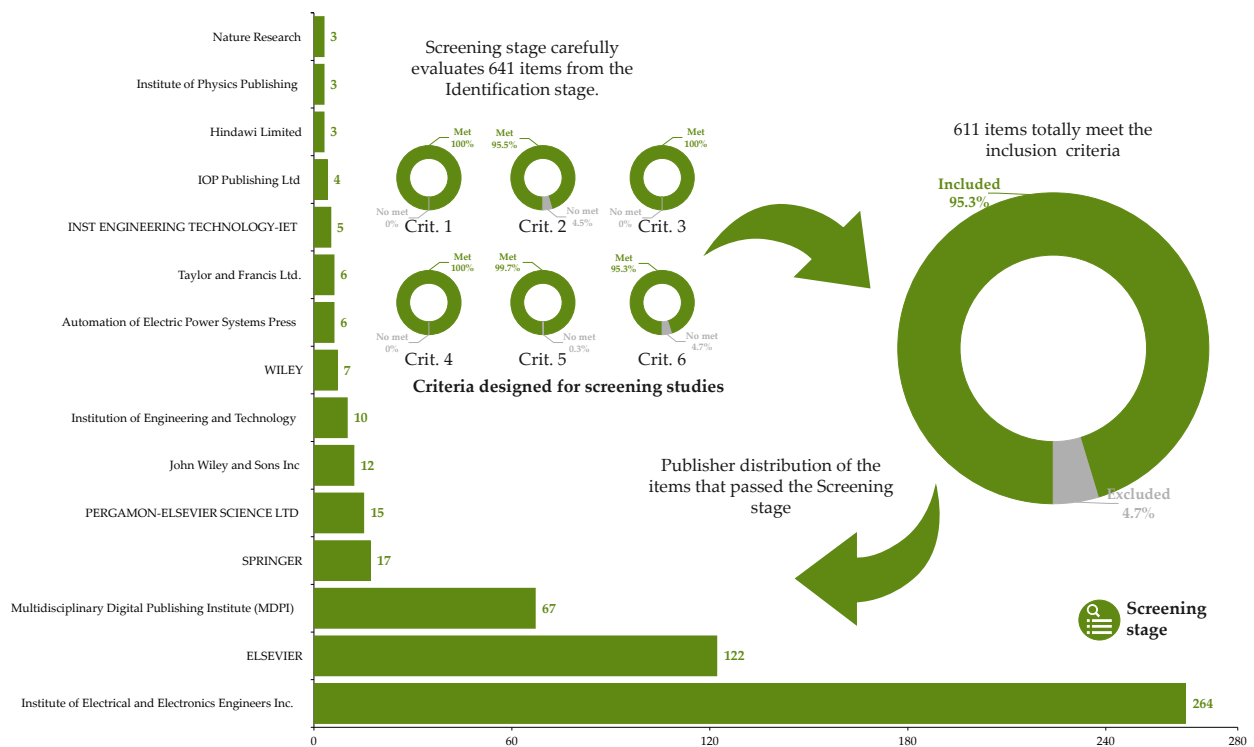 Nature Research 3
Institute of Physics Publishing 3
Hindawi Limited 3
IOP Publishing Ltd 4
INST ENGINEERING TECHNOLOGY-IET 5
Taylor and Francis Ltd. 6
Automation of Electric Power Systems Press 6
WILEY 7
Institution of Engineering and Technology 10
John Wiley and Sons Inc 12
PERGAMON-ELSEVIER SCIENCE LTD 15
SPRINGER 17
Multidisciplinary Digital Publishing Institute (MDPI) 67
ELSEVIER 122
Institute of Electrical and Electronics Engineers Inc. 264
0 60 120 180 240 280
Screening stage carefully
evaluates 641 items from the
Identification stage.
Met
100%
No met
0%
Crit. 1
Met
95.5%
No met
4.5%
Crit. 2
Met
100%
No met
0%
Crit. 3
Met
100%
No met
0%
Crit. 4
Met
99.7%
No met
0.3%
Crit. 5
Met
95.3%
No met
4.7%
Crit. 6
Criteria designed for screening studies
611 items totally meet the
inclusion criteria
Included
95.3%
Excluded
4.7%
Publisher distribution of the
items that passed the Screening
stage
Screening
stage